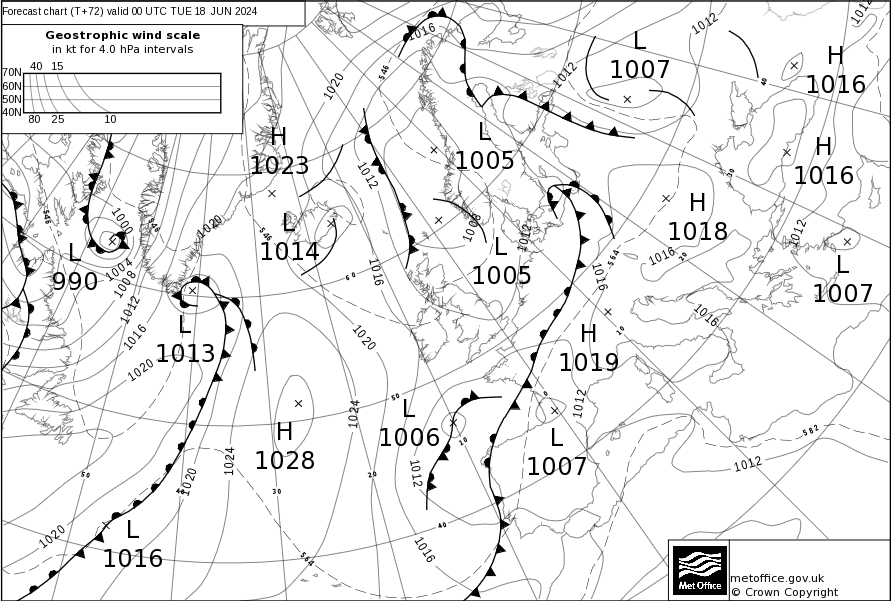 Forecast chart (T+72) valid 00 UTC TUE 18 JUN 2024
Geostrophic wind scale
in kt for 4.0 hPa intervals
40 15
70N
60N
50N
40N
80 25 10
1016
1012
1012
L
1007
H
1016
1012
546
1020
1012
40
H
1023
L
1005
H
1016
30
1012
546
1000
546
1020
L
1014
546
1008
1012
H
1018
1012
L
990
1004
1008
60
1016
L
1005
564
1016
1016
20
L
1007
1012
1016
L
1013
1020
1020
H
1019
10
1016
50
0
1012
1024
L
1006
H
1028
10
L
1007
582
1012
1024
1020
50
40
30
20
1012
40
1020
L
1016
564
1016
Met Office
metoffice.gov.uk
© Crown Copyright